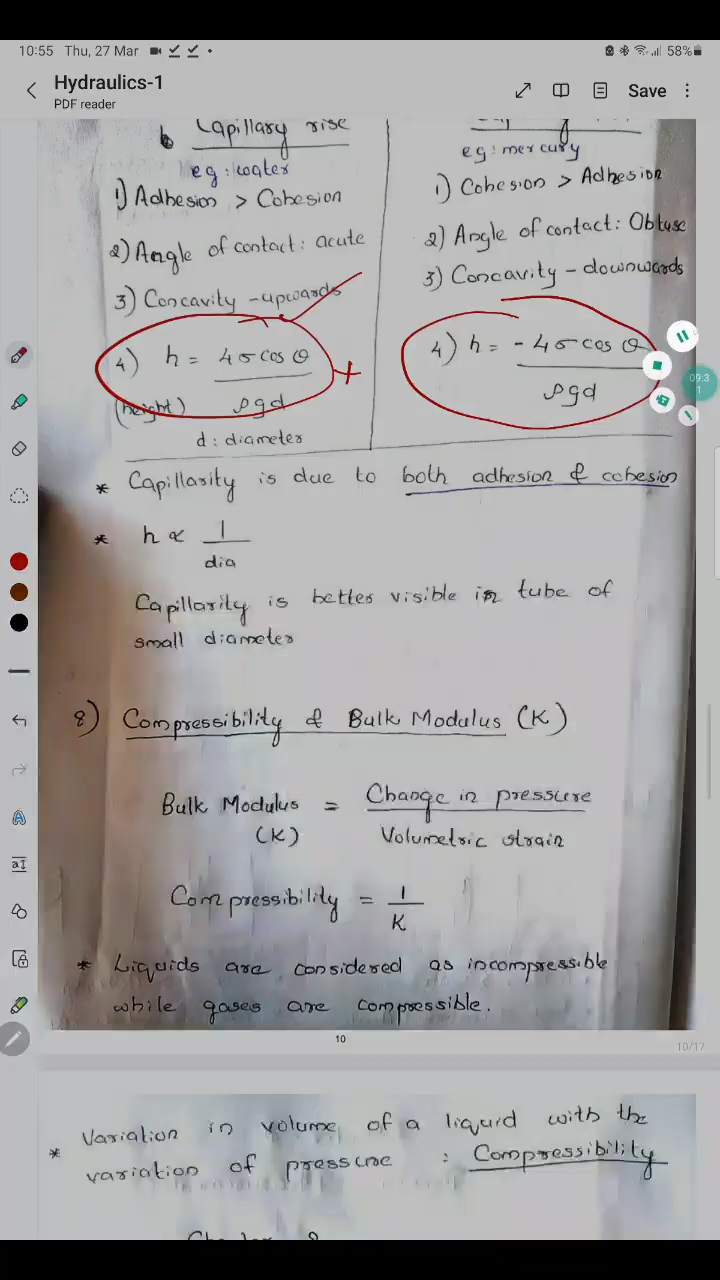 10:55 Thu, 27 Mar
58%
Hydraulics-1
PDF reader
Save
Capillary rise
eg: water
1) Adhesion > Cohesion
2) Angle of contact: acute
3) Concavity - upwards
4) h = 4σcosθ
ρgd
(height)
d: diameter
eg: mercury
1) Cohesion > Adhesion
2) Angle of contact: Obtuse
3) Concavity - downwards
4) h = - 4σcosθ
ρgd
09:3
1
* Capillarity is due to both adhesion & cohesion
* h ∝ 1
dia
Capillarity is better visible in tube of
small diameter
8) Compressibility & Bulk Modulus (K)
Bulk Modulus = Change in pressure
(K) Volumetric strain
Compressibility = 1
K
* Liquids are considered as incompressible
while gases are compressible.
10
10/17
* Variation in volume of a liquid with the
variation of pressure : Compressibility